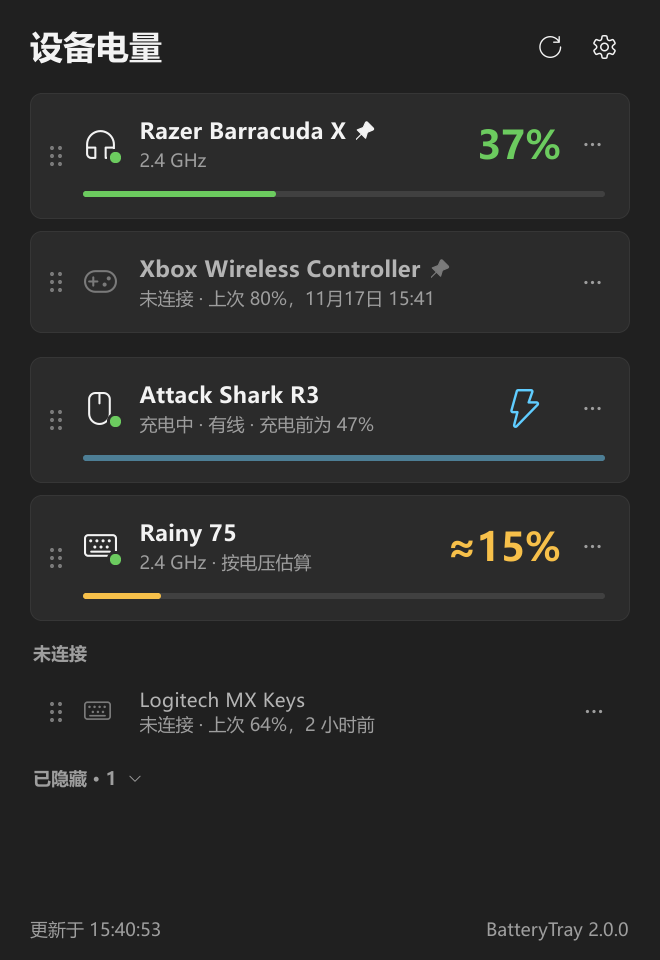 设备电量
Razer Barracuda X
2.4 GHz
37%
Xbox Wireless Controller
未连接 · 上次 80%，11月17日 15:41
Attack Shark R3
充电中 · 有线 · 充电前为 47%
Rainy 75
2.4 GHz · 按电压估算
≈15%
未连接
Logitech MX Keys
未连接 · 上次 64%，2 小时前
已隐藏 • 1
更新于 15:40:53
BatteryTray 2.0.0